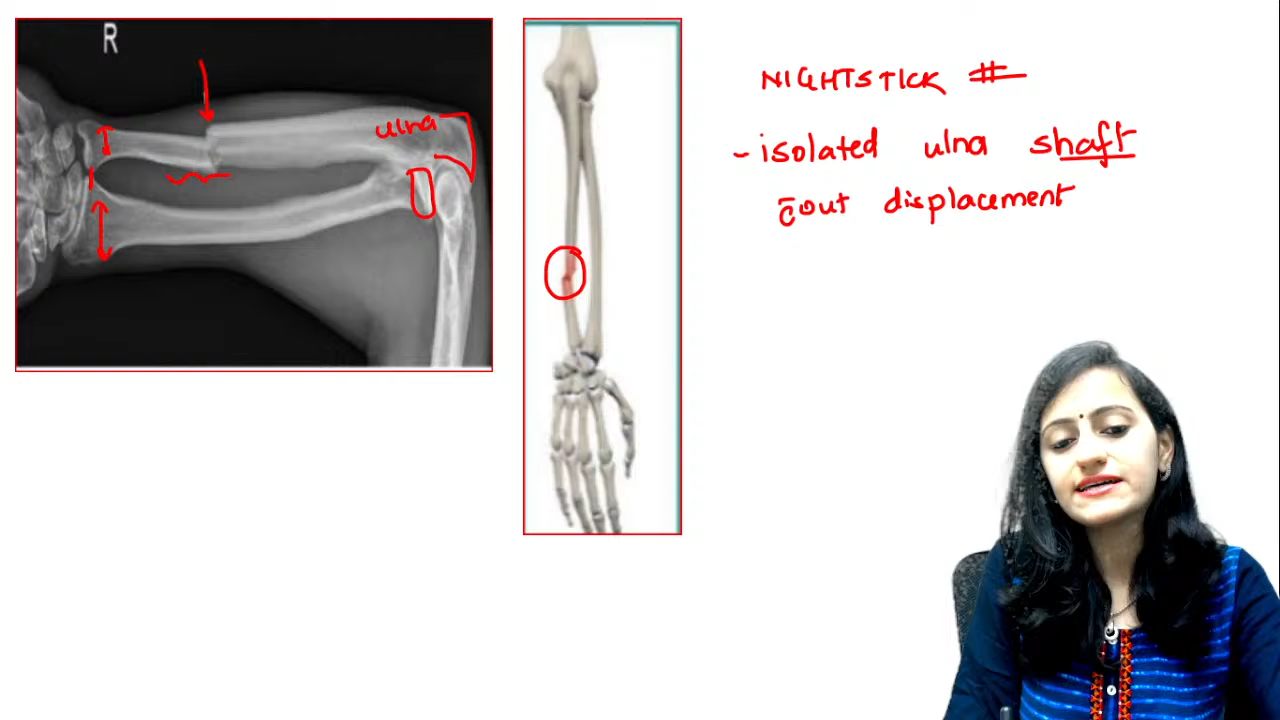 R
ulna
NIGHTSTICK #
- isolated ulna shaft
c̄out displacement